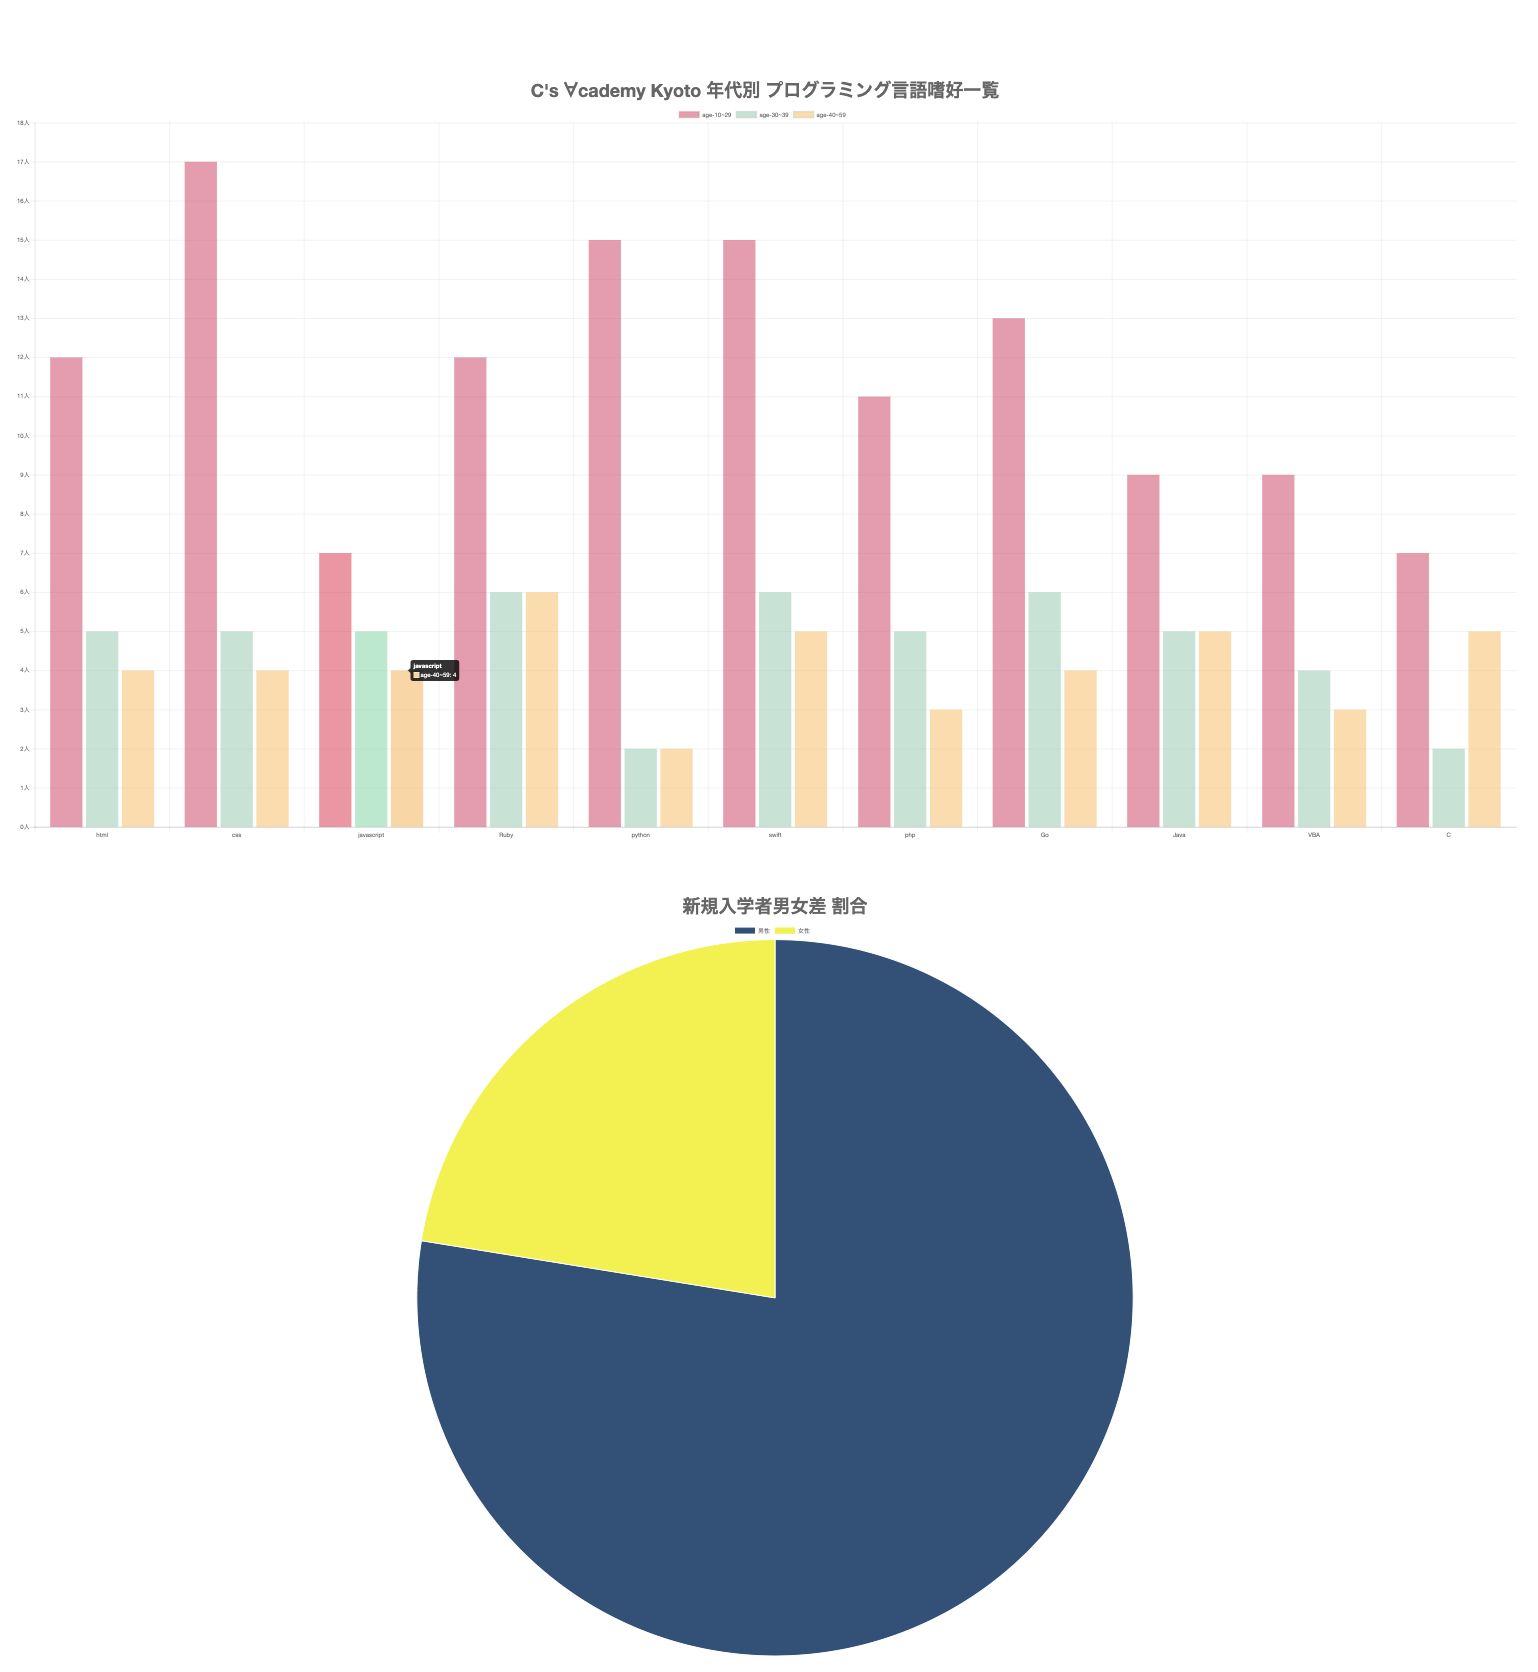 C's ∀cademy Kyoto 年代別 プログラミング言語嗜好一覧
age-10~29 age-30~39 age-40~59
18人
17人
16人
15人
14人
13人
12人
11人
10人
9人
8人
7人
6人
5人
4人
3人
2人
1人
0人
javascript
age-40~59: 4
html css javascript Ruby python swift php Go Java VBA C
新規入学者男女差 割合
男性 女性